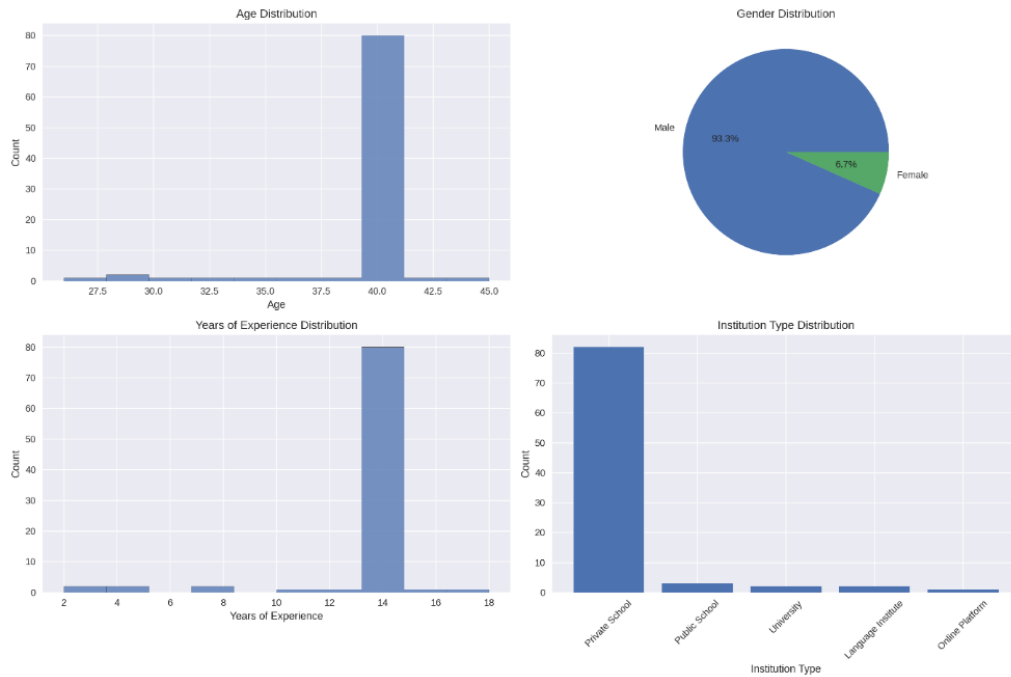 Age Distribution
80
70
60
50
40
30
20
10
0
Count
27.5 30.0 32.5 35.0 37.5 40.0 42.5 45.0
Age
Gender Distribution
Male
93.3%
6.7%
Female
Years of Experience Distribution
80
70
60
50
40
30
20
10
0
Count
2 4 6 8 10 12 14 16 18
Years of Experience
Institution Type Distribution
80
70
60
50
40
30
20
10
0
Count
Private School
Public School
University
Language Institute
Online Platform
Institution Type